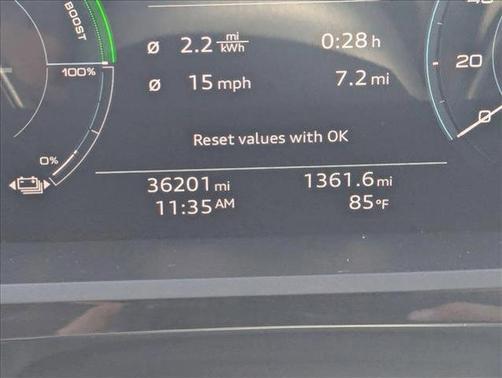 BOOST
Ø 2.2 mi/kWh 0:28 h
100% Ø 15 mph 7.2 mi
20
0
Reset values with OK
0%
36201 mi 1361.6 mi
11:35 AM 85°F